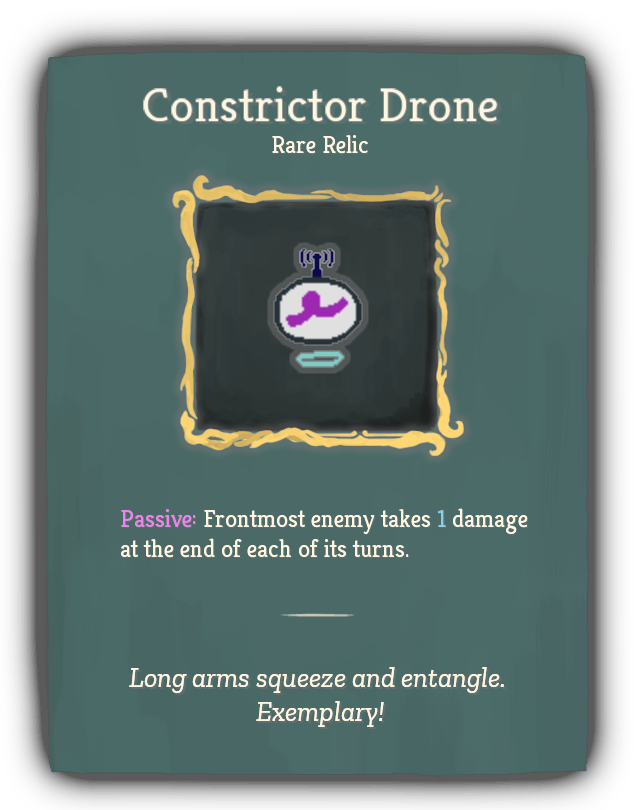 Constrictor Drone
Rare Relic
Passive: Frontmost enemy takes 1 damage
at the end of each of its turns.
Long arms squeeze and entangle.
Exemplary!